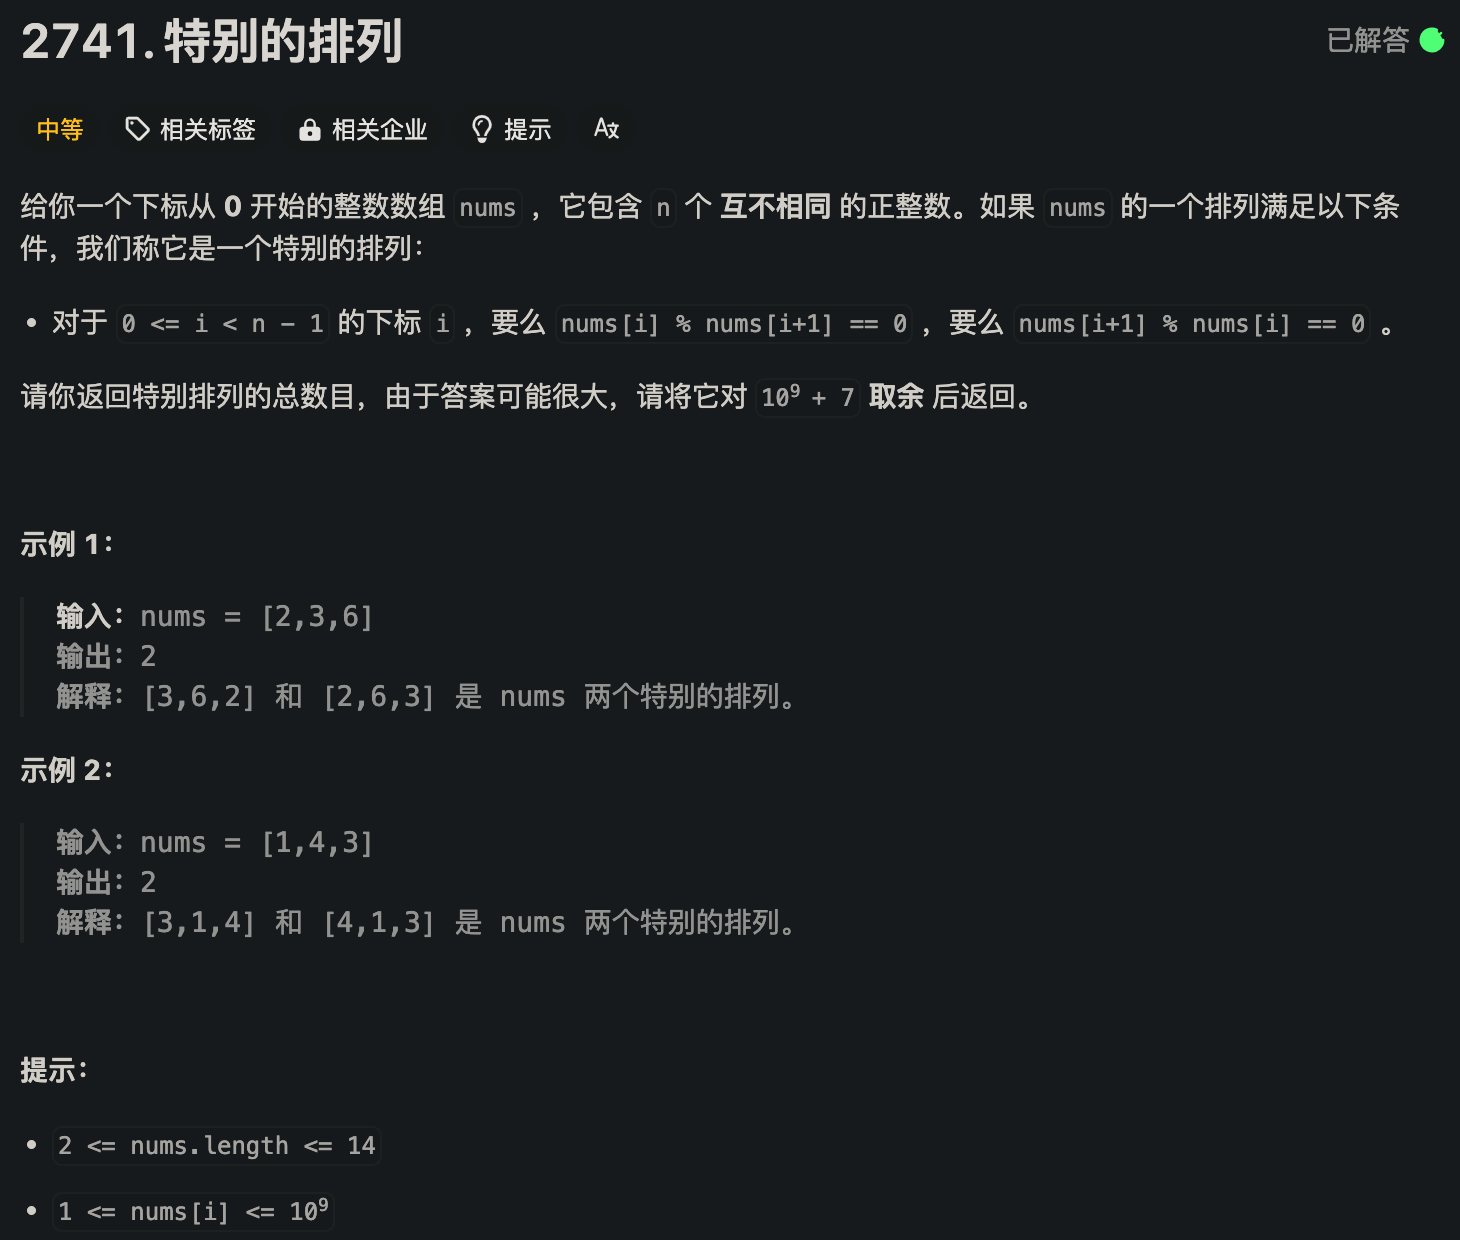 2741. 特别的排列
已解答
中等 相关标签 相关企业 提示 A文
给你一个下标从 0 开始的整数数组 nums ，它包含 n 个 互不相同 的正整数。如果 nums 的一个排列满足以下条
件，我们称它是一个特别的排列：
• 对于 0 <= i < n - 1 的下标 i ，要么 nums[i] % nums[i+1] == 0 ，要么 nums[i+1] % nums[i] == 0 。
请你返回特别排列的总数目，由于答案可能很大，请将它对 10⁹ + 7 取余 后返回。
示例 1：
输入：nums = [2,3,6]
输出：2
解释：[3,6,2] 和 [2,6,3] 是 nums 两个特别的排列。
示例 2：
输入：nums = [1,4,3]
输出：2
解释：[3,1,4] 和 [4,1,3] 是 nums 两个特别的排列。
提示：
• 2 <= nums.length <= 14
• 1 <= nums[i] <= 10⁹